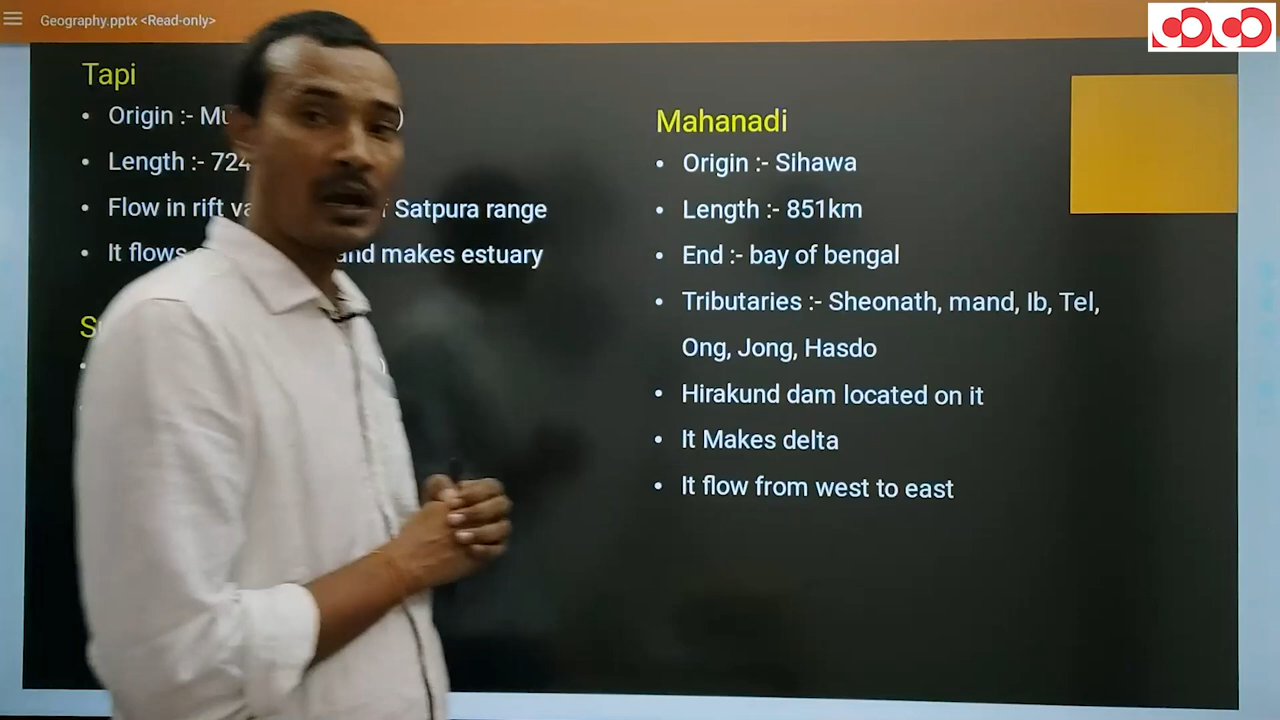 Geography.pptx <Read-only>
Tapi
• Origin :-
• Length :- 724
• Flow in rift Satpura range
• It flows and makes estuary
Mahanadi
• Origin :- Sihawa
• Length :- 851km
• End :- bay of bengal
• Tributaries :- Sheonath, mand, Ib, Tel,
Ong, Jong, Hasdo
• Hirakund dam located on it
• It Makes delta
• It flow from west to east